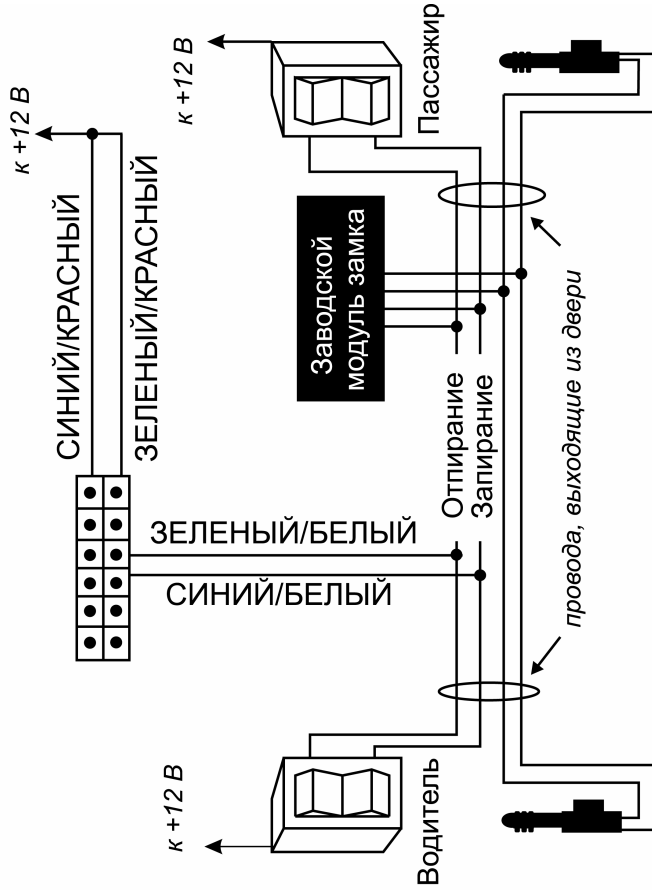 к +12 В
СИНИЙ/КРАСНЫЙ
ЗЕЛЕНЫЙ/КРАСНЫЙ
ЗЕЛЕНЫЙ/БЕЛЫЙ
СИНИЙ/БЕЛЫЙ
к +12 В
Водитель
к +12 В
Пассажир
Заводской
модуль замка
Отпирание
Запирание
провода, выходящие из двери